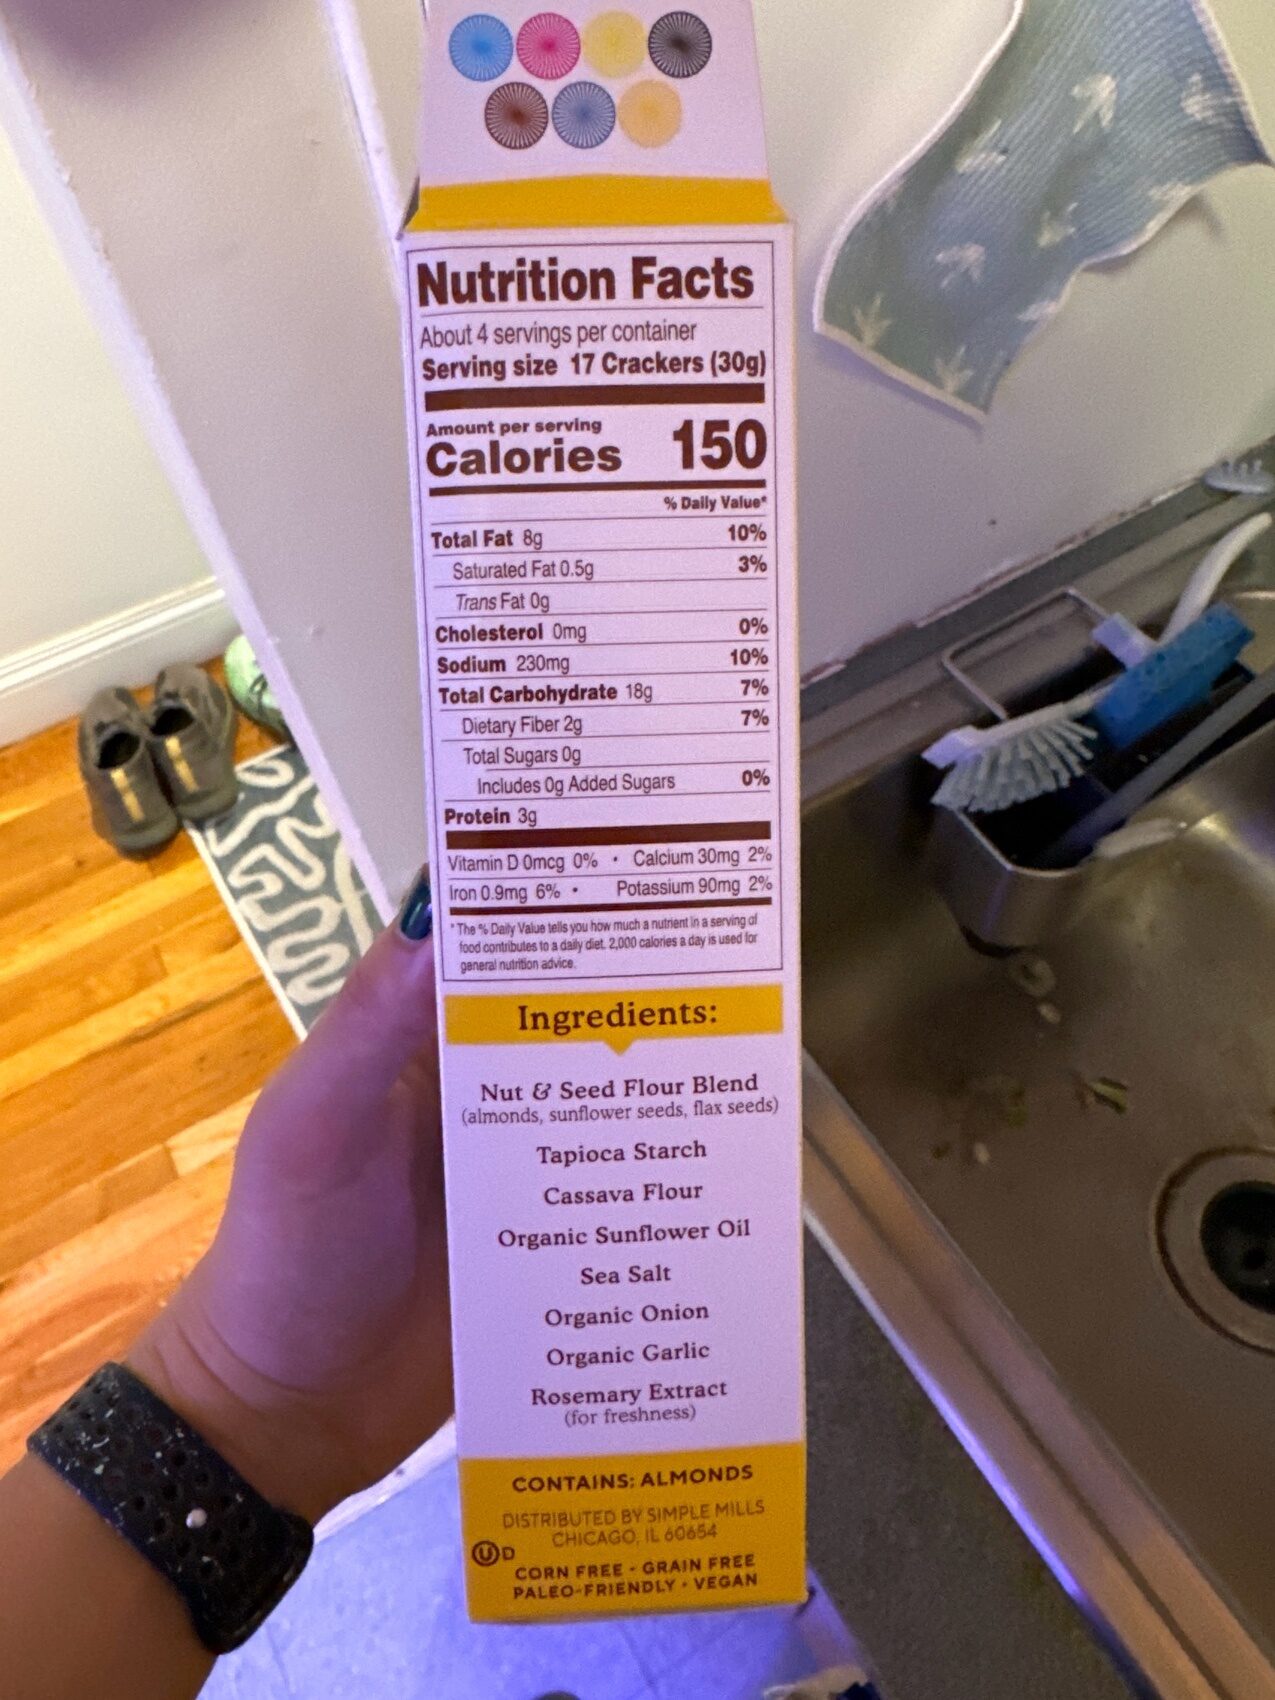 Nutrition Facts
About 4 servings per container
Serving size 17 Crackers (30g)
Amount per serving
Calories 150
% Daily Value*
Total Fat 8g 10%
Saturated Fat 0.5g 3%
Trans Fat 0g
Cholesterol 0mg 0%
Sodium 230mg 10%
Total Carbohydrate 18g 7%
Dietary Fiber 2g 7%
Total Sugars 0g
Includes 0g Added Sugars 0%
Protein 3g
Vitamin D 0mcg 0% • Calcium 30mg 2%
Iron 0.9mg 6% • Potassium 90mg 2%
* The % Daily Value tells you how much a nutrient in a serving of
food contributes to a daily diet. 2,000 calories a day is used for
general nutrition advice.
Ingredients:
Nut & Seed Flour Blend
(almonds, sunflower seeds, flax seeds)
Tapioca Starch
Cassava Flour
Organic Sunflower Oil
Sea Salt
Organic Onion
Organic Garlic
Rosemary Extract
(for freshness)
CONTAINS: ALMONDS
DISTRIBUTED BY SIMPLE MILLS
CHICAGO, IL 60654
U D
CORN FREE • GRAIN FREE
PALEO-FRIENDLY • VEGAN